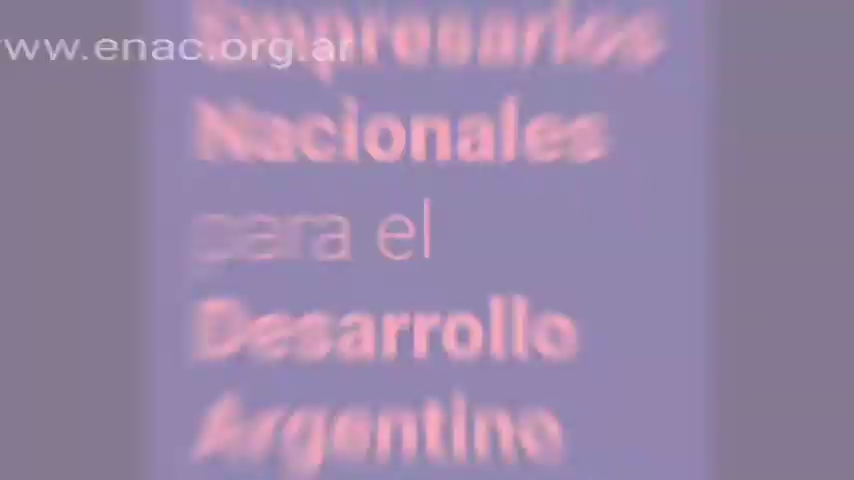 www.enac.org.ar
Empresarios
Nacionales
para el
Desarrollo
Argentino